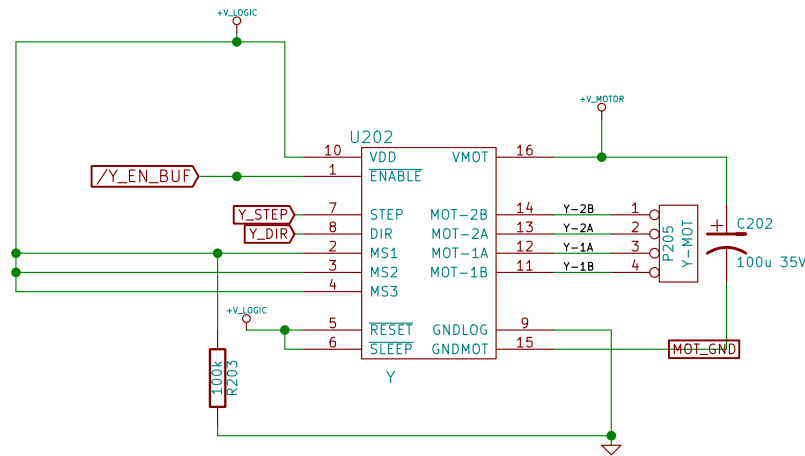 +V_LOGIC
+V_MOTOR
U202
10 VDD VMOT 16
/Y_EN_BUF 1 ENABLE
Y_STEP 7 STEP MOT-2B 14 Y-2B 1
Y_DIR 8 DIR MOT-2A 13 Y-2A 2
2 MS1 MOT-1A 12 Y-1A 3
3 MS2 MOT-1B 11 Y-1B 4
4 MS3
P205
Y-MOT
+ C202
100u 35V
+V_LOGIC
5 RESET GNDLOG 9
6 SLEEP GNDMOT 15 MOT_GND
Y
100k
R203